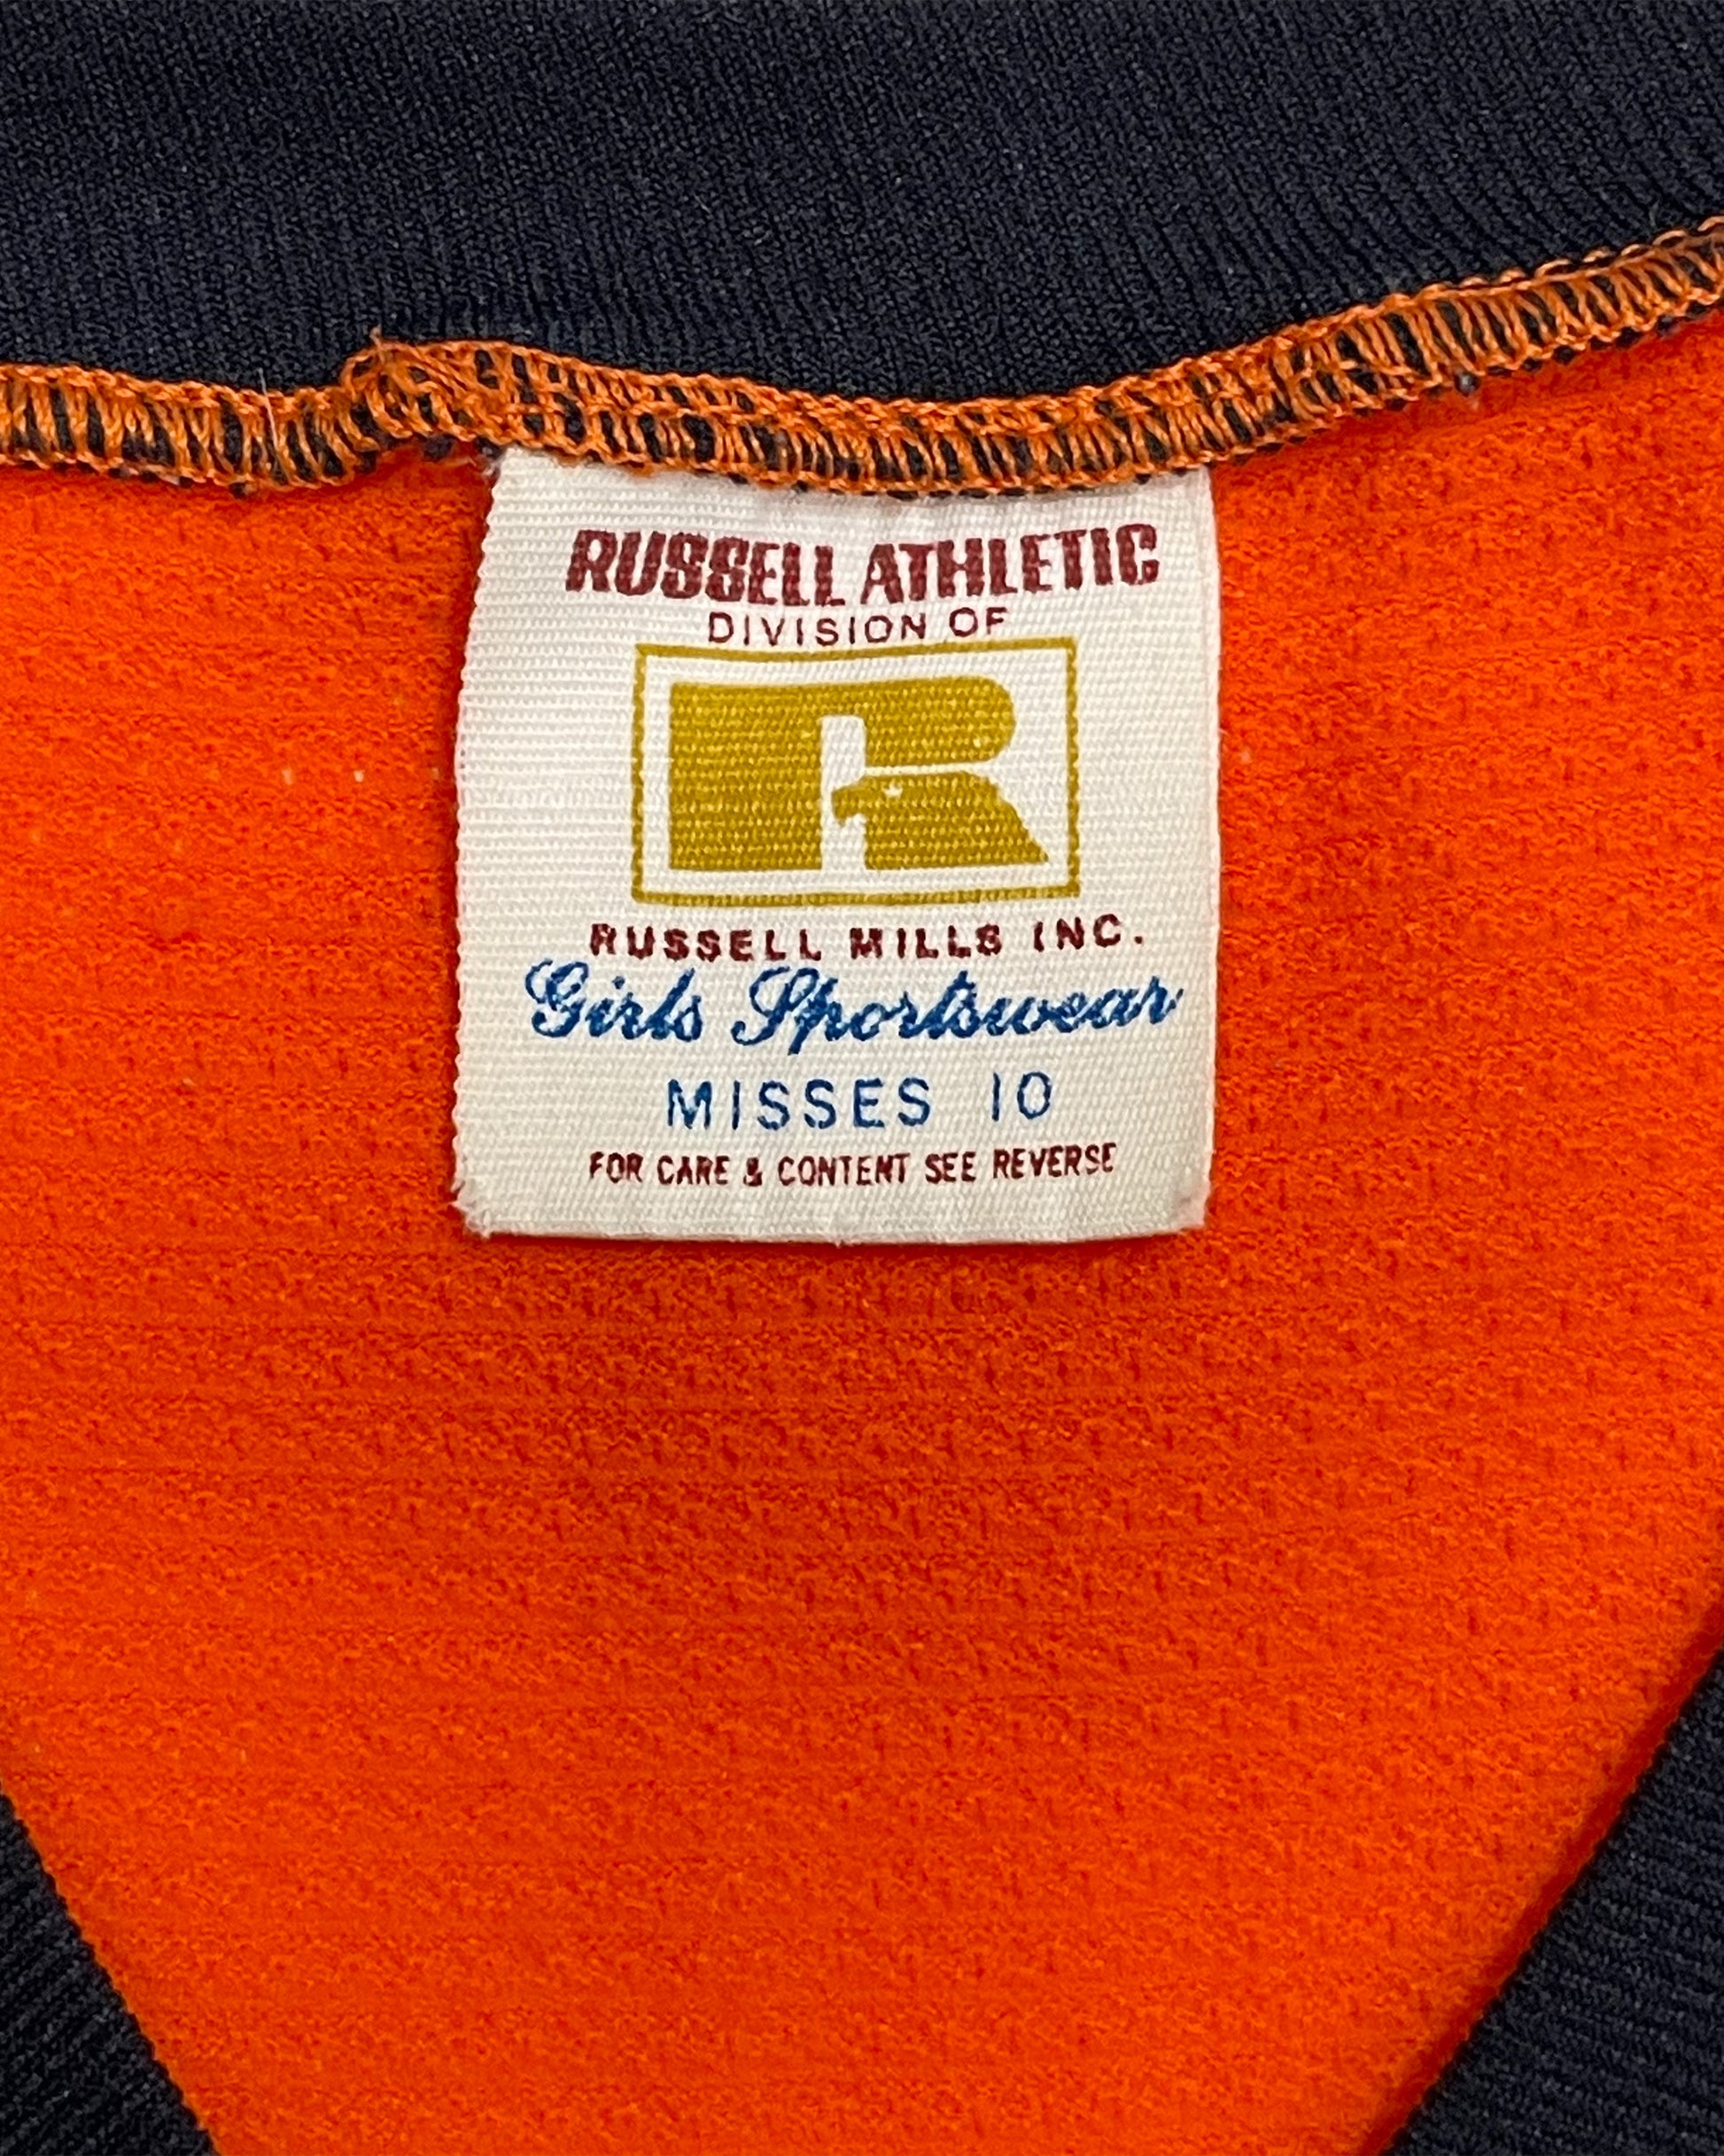 RUSSELL ATHLETIC
DIVISION OF
R
RUSSELL MILLS INC.
Girls Sportswear
MISSES 10
FOR CARE & CONTENT SEE REVERSE